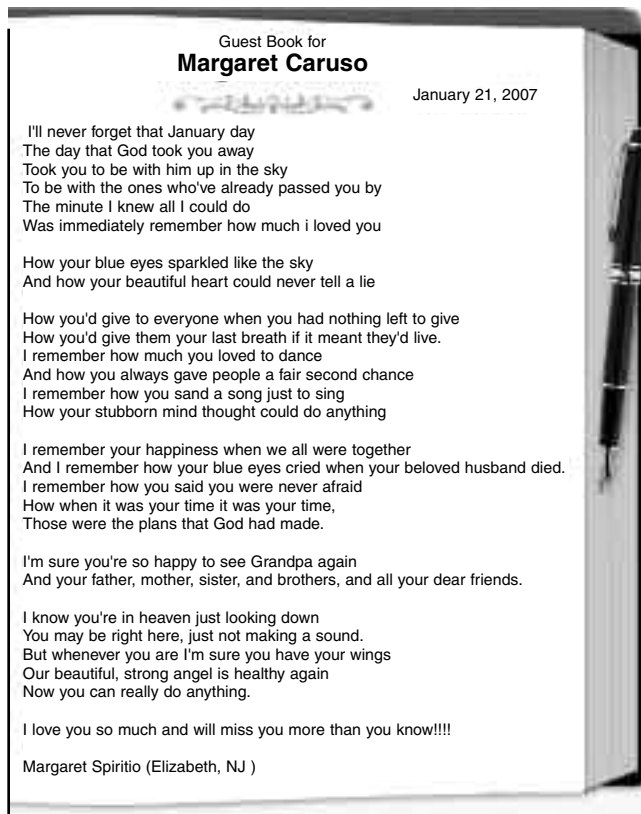 Guest Book for
Margaret Caruso
January 21, 2007
I'll never forget that January day
The day that God took you away
Took you to be with him up in the sky
To be with the ones who've already passed you by
The minute I knew all I could do
Was immediately remember how much i loved you
How your blue eyes sparkled like the sky
And how your beautiful heart could never tell a lie
How you'd give to everyone when you had nothing left to give
How you'd give them your last breath if it meant they'd live.
I remember how much you loved to dance
And how you always gave people a fair second chance
I remember how you sand a song just to sing
How your stubborn mind thought could do anything
I remember your happiness when we all were together
And I remember how your blue eyes cried when your beloved husband died.
I remember how you said you were never afraid
How when it was your time it was your time,
Those were the plans that God had made.
I'm sure you're so happy to see Grandpa again
And your father, mother, sister, and brothers, and all your dear friends.
I know you're in heaven just looking down
You may be right here, just not making a sound.
But whenever you are I'm sure you have your wings
Our beautiful, strong angel is healthy again
Now you can really do anything.
I love you so much and will miss you more than you know!!!!
Margaret Spiritio (Elizabeth, NJ )